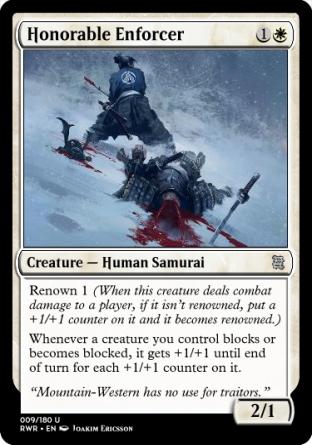 Honorable Enforcer 1
Creature — Human Samurai
Renown 1 (When this creature deals combat
damage to a player, if it isn't renowned, put a
+1/+1 counter on it and it becomes renowned.)
Whenever a creature you control blocks or
becomes blocked, it gets +1/+1 until end
of turn for each +1/+1 counter on it.
“Mountain-Western has no use for traitors.”
2/1
009/180 U
RWR • EN Joakim Ericsson